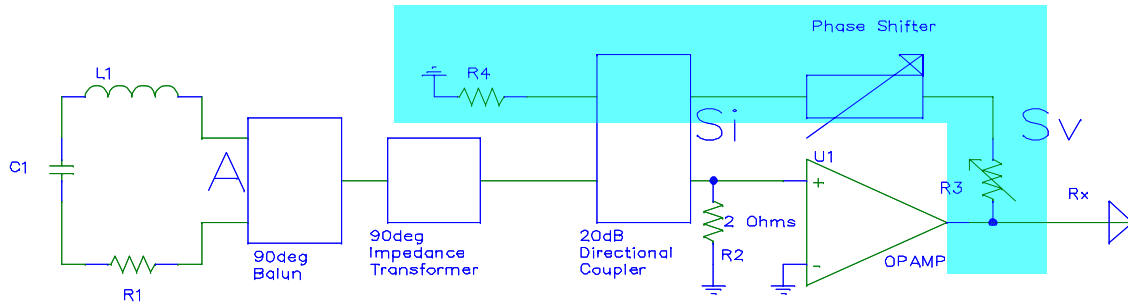 Phase Shifter
L1
R4
Si
Sv
C1
A
U1
+
R3
Rx
2 Ohms
90deg
Balun
90deg
Impedance
Transformer
20dB
Directional
Coupler
R2
-
OPAMP
R1